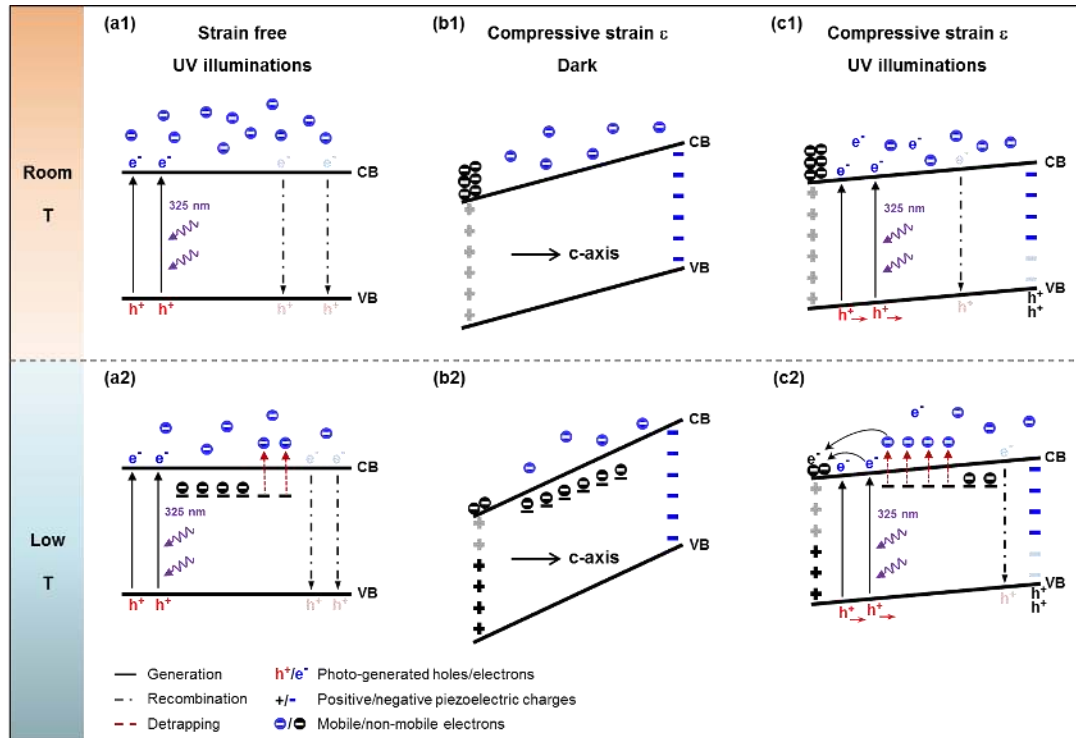 (a1)
Strain free
UV illuminations
(b1)
Compressive strain ε
Dark
(c1)
Compressive strain ε
UV illuminations
Room
T
e⁻ e⁻ e⁻ e⁻
CB
325 nm
VB
h⁺ h⁺ h⁺ h⁺
CB
c-axis
VB
e⁻ e⁻
e⁻ e⁻ e⁻
CB
325 nm
VB
h⁺ h⁺ h⁺ h⁺
h⁺
Low
T
(a2)
e⁻ e⁻ e⁻ e⁻
CB
325 nm
VB
h⁺ h⁺ h⁺ h⁺
(b2)
CB
c-axis
VB
(c2)
e⁻
e⁻ e⁻ e⁻ e⁻
CB
325 nm
VB
h⁺ h⁺ h⁺ h⁺
h⁺
Generation
Recombination
Detrapping
h⁺/e⁻ Photo-generated holes/electrons
+/- Positive/negative piezoelectric charges
⊖/⊖ Mobile/non-mobile electrons